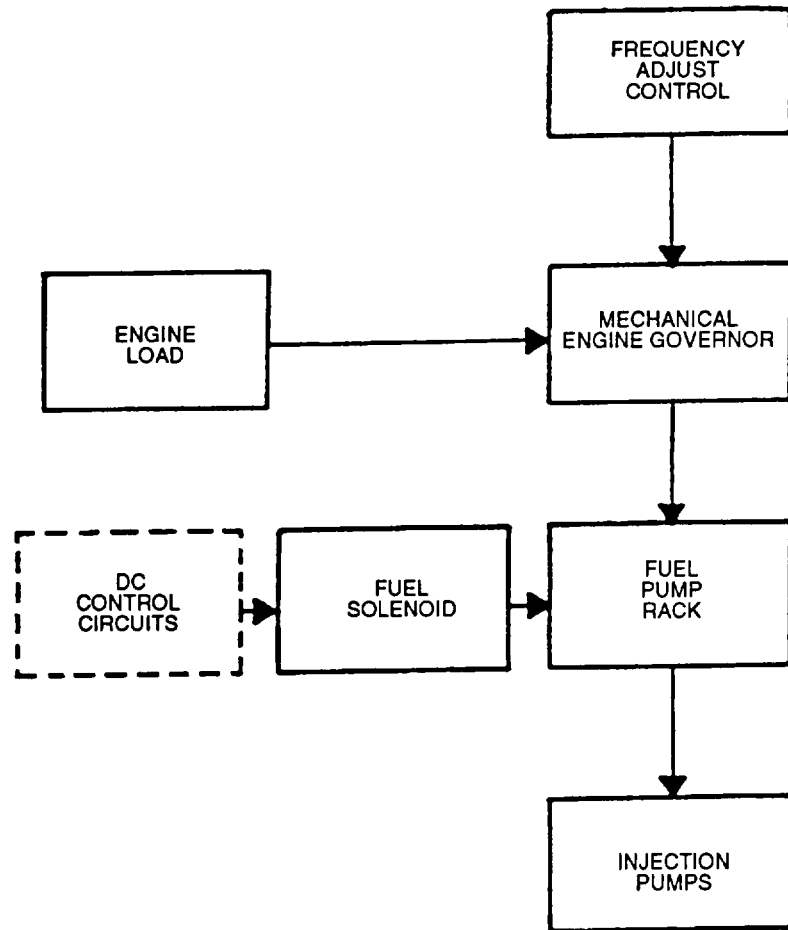 FREQUENCY
ADJUST
CONTROL
ENGINE
LOAD
MECHANICAL
ENGINE GOVERNOR
DC
CONTROL
CIRCUITS
FUEL
SOLENOID
FUEL
PUMP
RACK
INJECTION
PUMPS